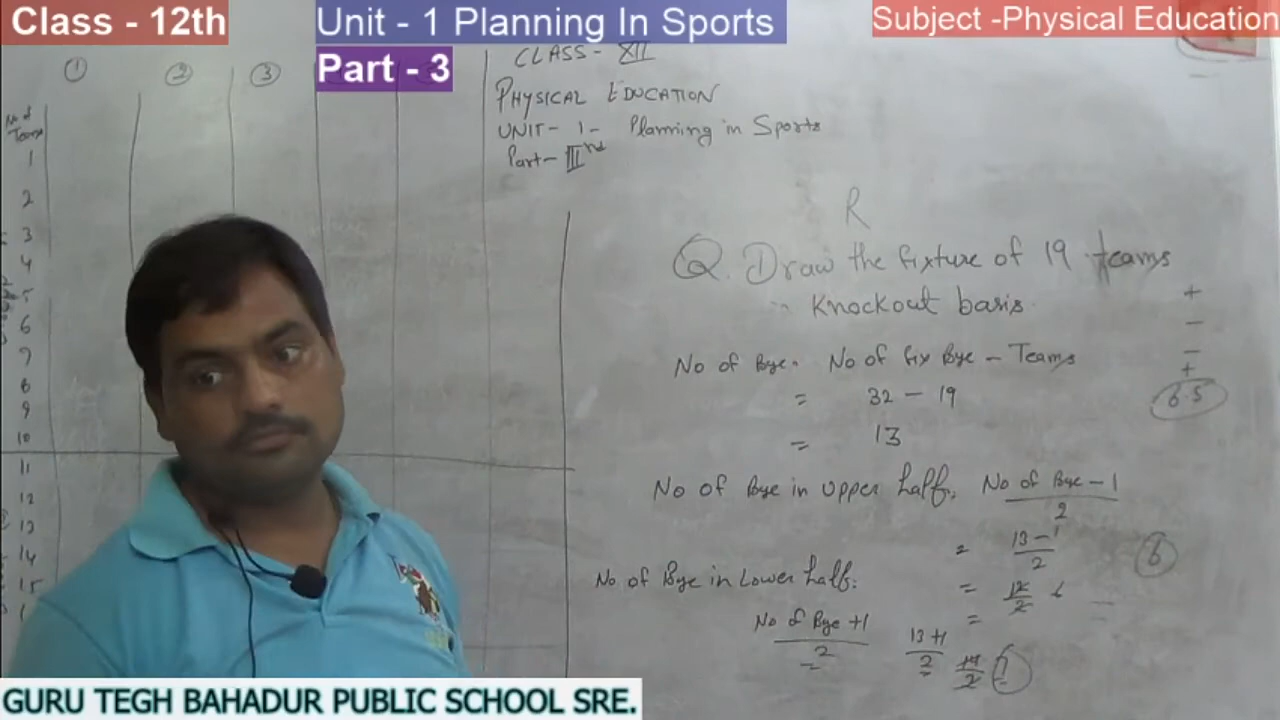 Class - 12th
Unit - 1 Planning In Sports
Subject -Physical Education
Part - 3
① ② ③
CLASS- XII
PHYSICAL EDUCATION
UNIT- 1- Planning in Sports
Part- III rd
No of
Teams
1
2
3
4
5
6
7
8
9
10
11
12
13
14
15
R
Q. Draw the fixture of 19 teams
Knockout basis.
+
-
-
+
6.5
No of Bye. No of fix Bye - Teams
= 32 - 19
= 13
No of Bye in upper half. No of Bye - 1
2
= 13-1
2
6
= 12
2
=
No of Bye in Lower half.
No of Bye +1
2
=
13+1
2
=
14
2
7
GURU TEGH BAHADUR PUBLIC SCHOOL SRE.